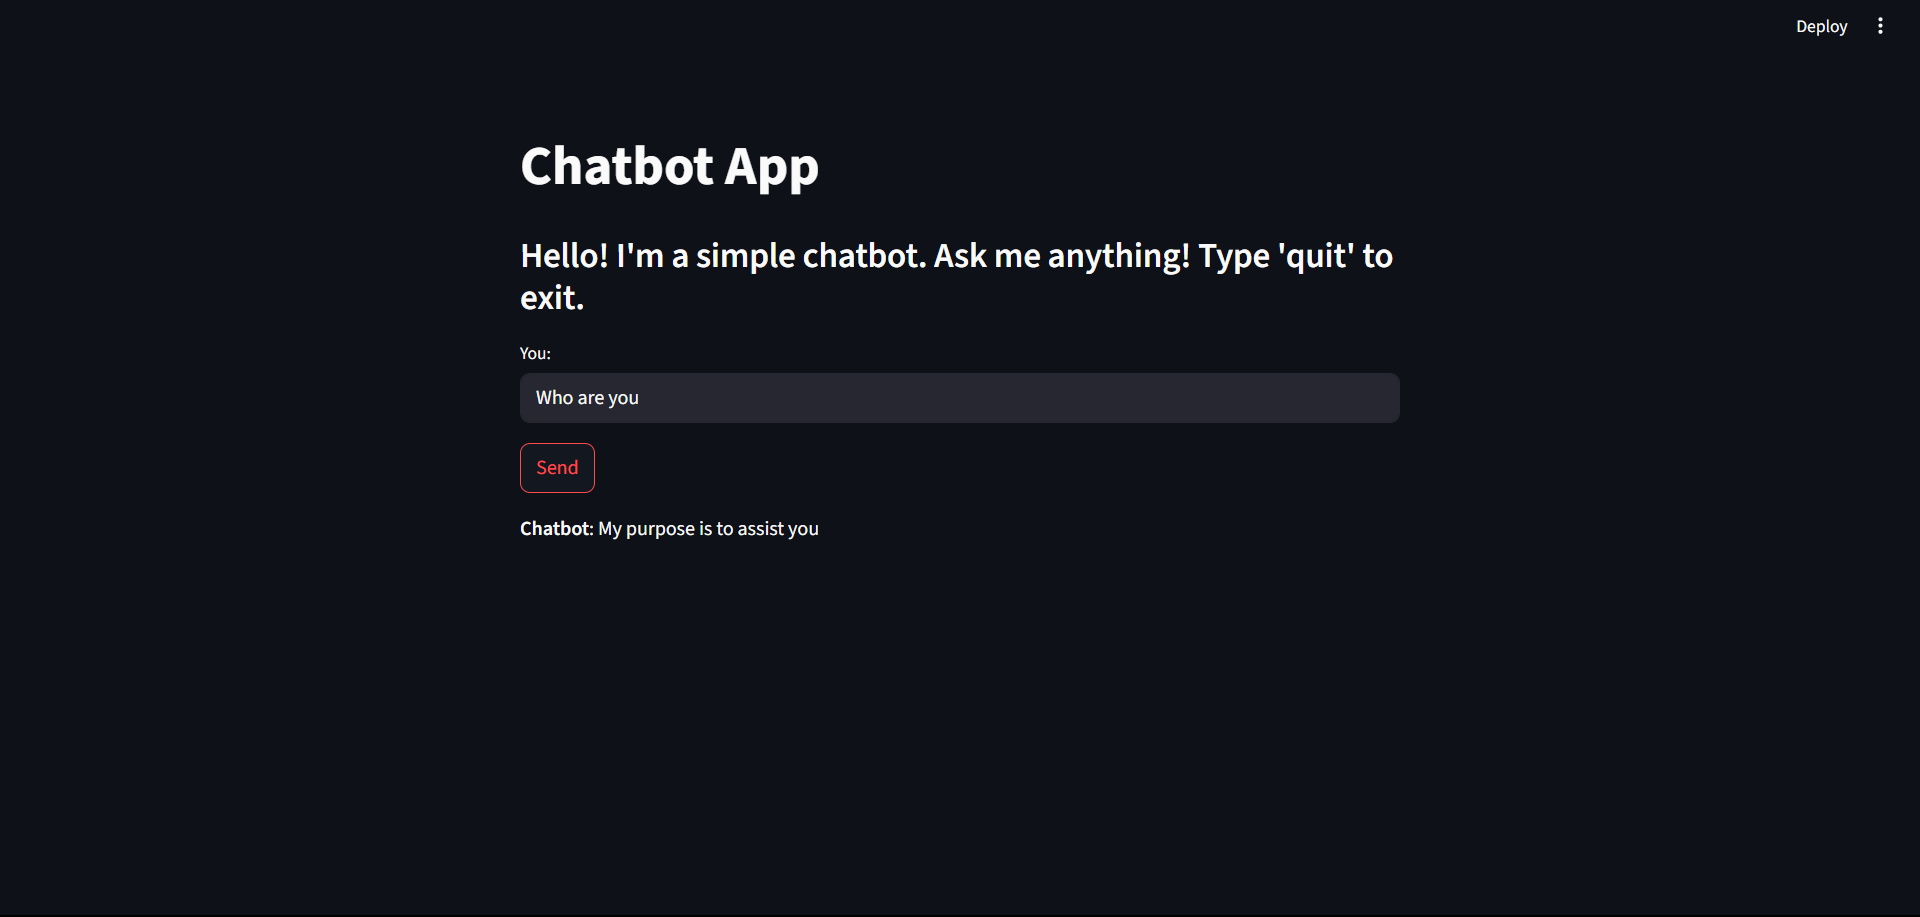 Deploy
Chatbot App
Hello! I'm a simple chatbot. Ask me anything! Type 'quit' to
exit.
You:
Who are you
Send
Chatbot: My purpose is to assist you